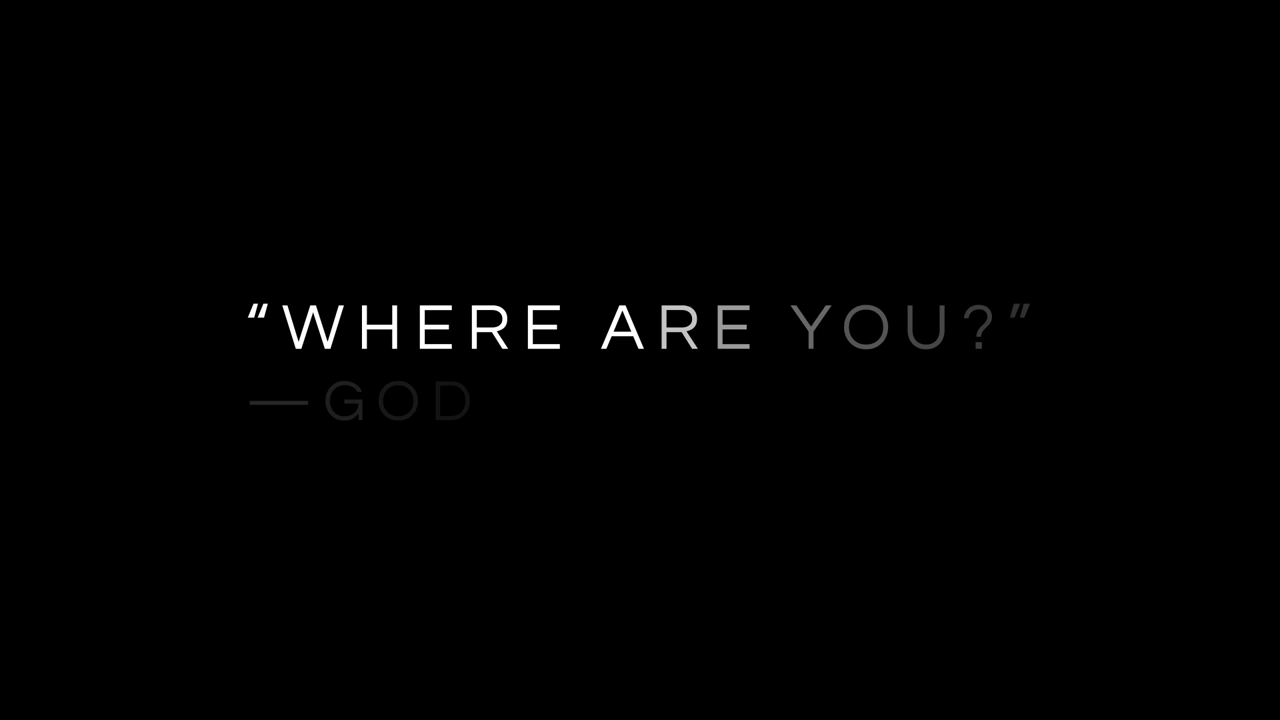 “WHERE ARE YOU?”
—GOD